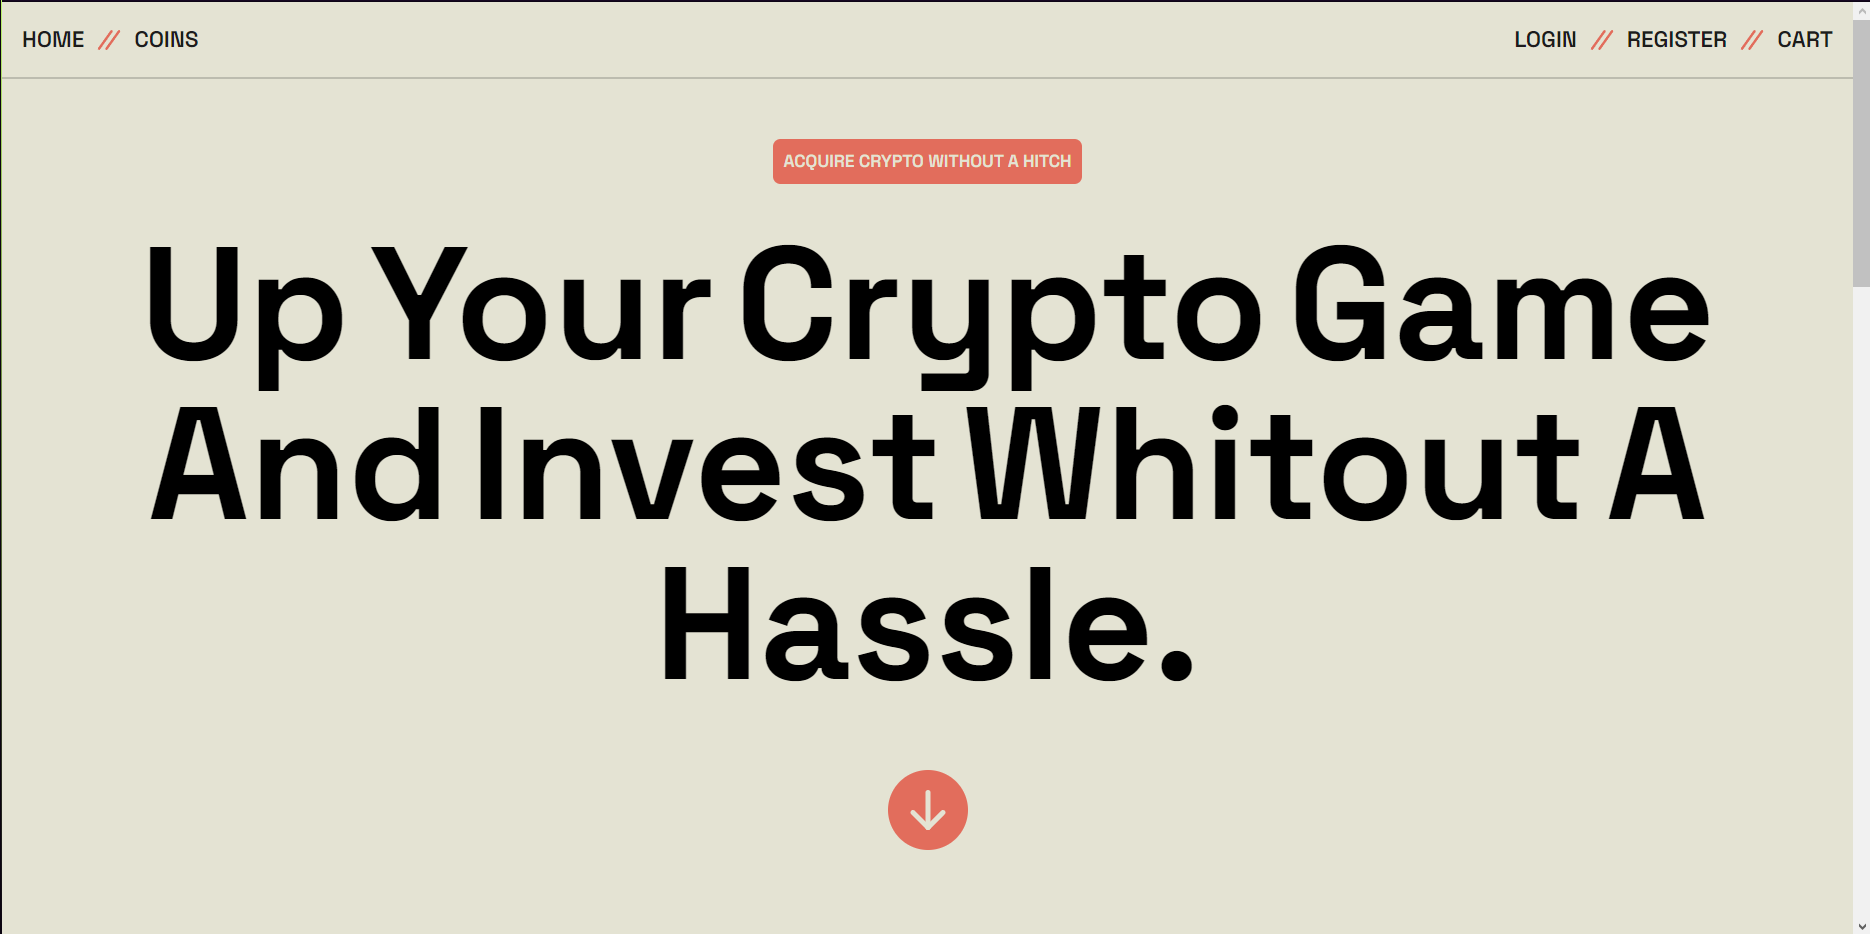 HOME // COINS LOGIN // REGISTER // CART
ACQUIRE CRYPTO WITHOUT A HITCH
Up Your Crypto Game
And Invest Whitout A
Hassle.